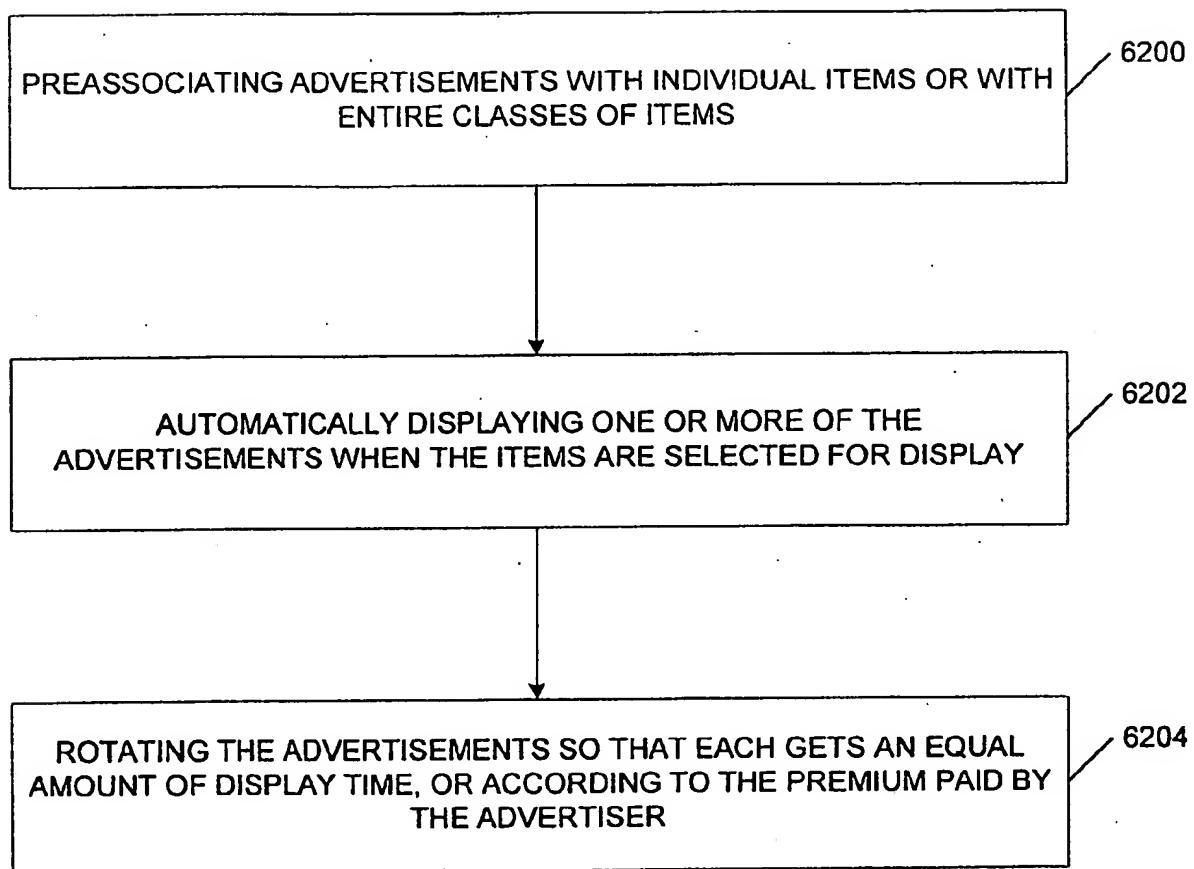 PREASSOCIATING ADVERTISEMENTS WITH INDIVIDUAL ITEMS OR WITH
ENTIRE CLASSES OF ITEMS
6200
AUTOMATICALLY DISPLAYING ONE OR MORE OF THE
ADVERTISEMENTS WHEN THE ITEMS ARE SELECTED FOR DISPLAY
6202
ROTATING THE ADVERTISEMENTS SO THAT EACH GETS AN EQUAL
AMOUNT OF DISPLAY TIME, OR ACCORDING TO THE PREMIUM PAID BY
THE ADVERTISER
6204